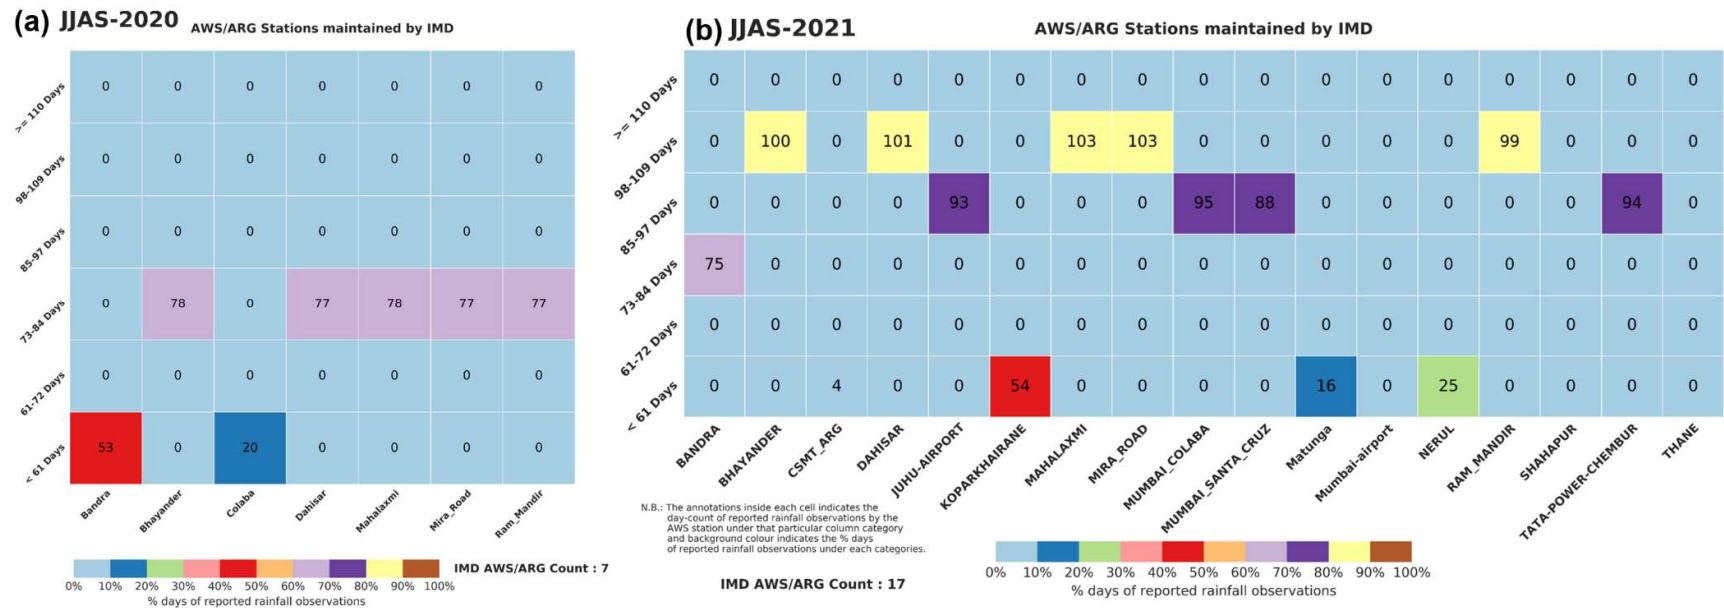 (a) JJAS-2020 AWS/ARG Stations maintained by IMD
>= 110 Days 0 0 0 0 0 0 0
98-109 Days 0 0 0 0 0 0 0
85-97 Days 0 0 0 0 0 0 0
73-84 Days 0 78 0 77 78 77 77
61-72 Days 0 0 0 0 0 0 0
< 61 Days 53 0 20 0 0 0 0
Bandra Bhayander Colaba Dahisar Mahalaxmi Mira_Road Ram_Mandir
0% 10% 20% 30% 40% 50% 60% 70% 80% 90% 100%
% days of reported rainfall observations
IMD AWS/ARG Count : 7
(b) JJAS-2021 AWS/ARG Stations maintained by IMD
>= 110 Days 0 0 0 0 0 0 0 0 0 0 0 0 0 0 0 0 0
98-109 Days 0 100 0 101 0 0 103 103 0 0 0 0 0 99 0 0 0
85-97 Days 0 0 0 0 93 0 0 0 95 88 0 0 0 0 0 94 0
73-84 Days 75 0 0 0 0 0 0 0 0 0 0 0 0 0 0 0 0
61-72 Days 0 0 0 0 0 0 0 0 0 0 0 0 0 0 0 0 0
< 61 Days 0 0 4 0 0 54 0 0 0 0 16 0 25 0 0 0 0
BANDRA BHAYANDER CSMT_ARG DAHISAR JUHU-AIRPORT KOPARKHAIRANE MAHALAXMI MIRA_ROAD MUMBAI_COLABA MUMBAI_SANTA_CRUZ Matunga Mumbai-airport NERUL RAM_MANDIR SHAHAPUR TATA-POWER-CHEMBUR THANE
N.B.: The annotations inside each cell indicates the
day-count of reported rainfall observations by the
AWS station under that particular column category
and background colour indicates the % days
of reported rainfall observations under each categories.
IMD AWS/ARG Count : 17
0% 10% 20% 30% 40% 50% 60% 70% 80% 90% 100%
% days of reported rainfall observations